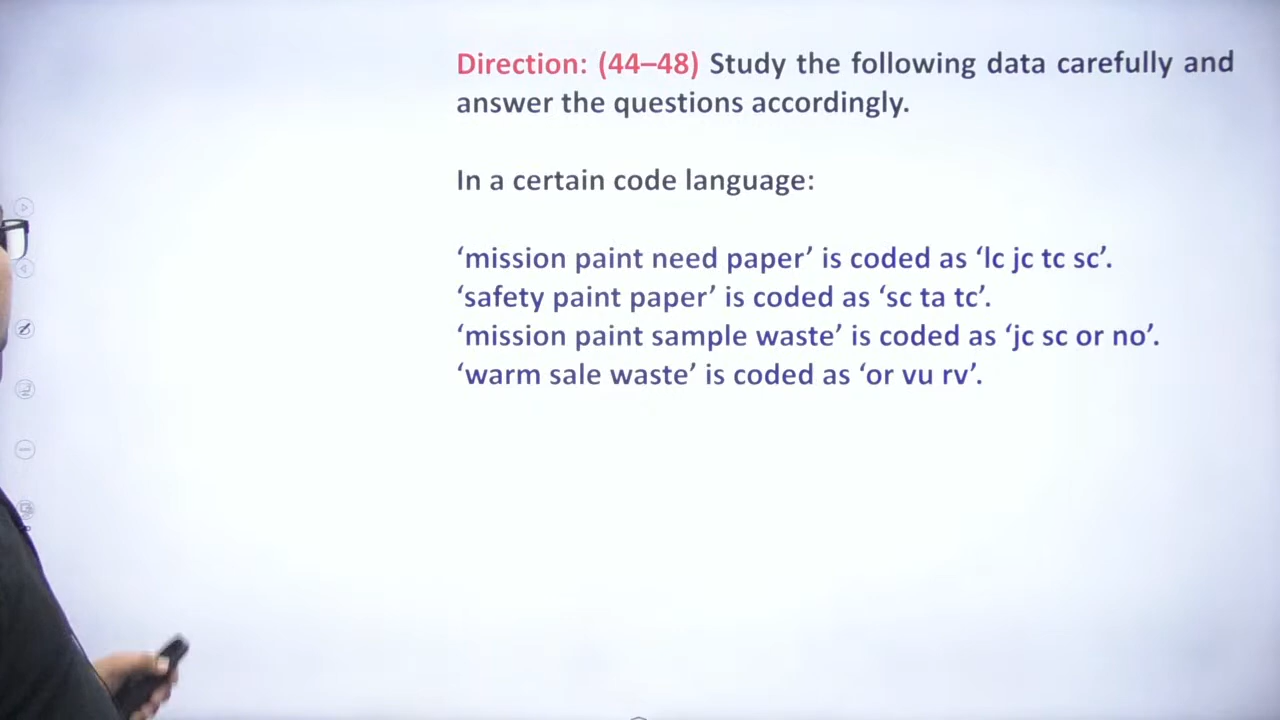 Direction: (44–48) Study the following data carefully and
answer the questions accordingly.
In a certain code language:
‘mission paint need paper’ is coded as ‘lc jc tc sc’.
‘safety paint paper’ is coded as ‘sc ta tc’.
‘mission paint sample waste’ is coded as ‘jc sc or no’.
‘warm sale waste’ is coded as ‘or vu rv’.